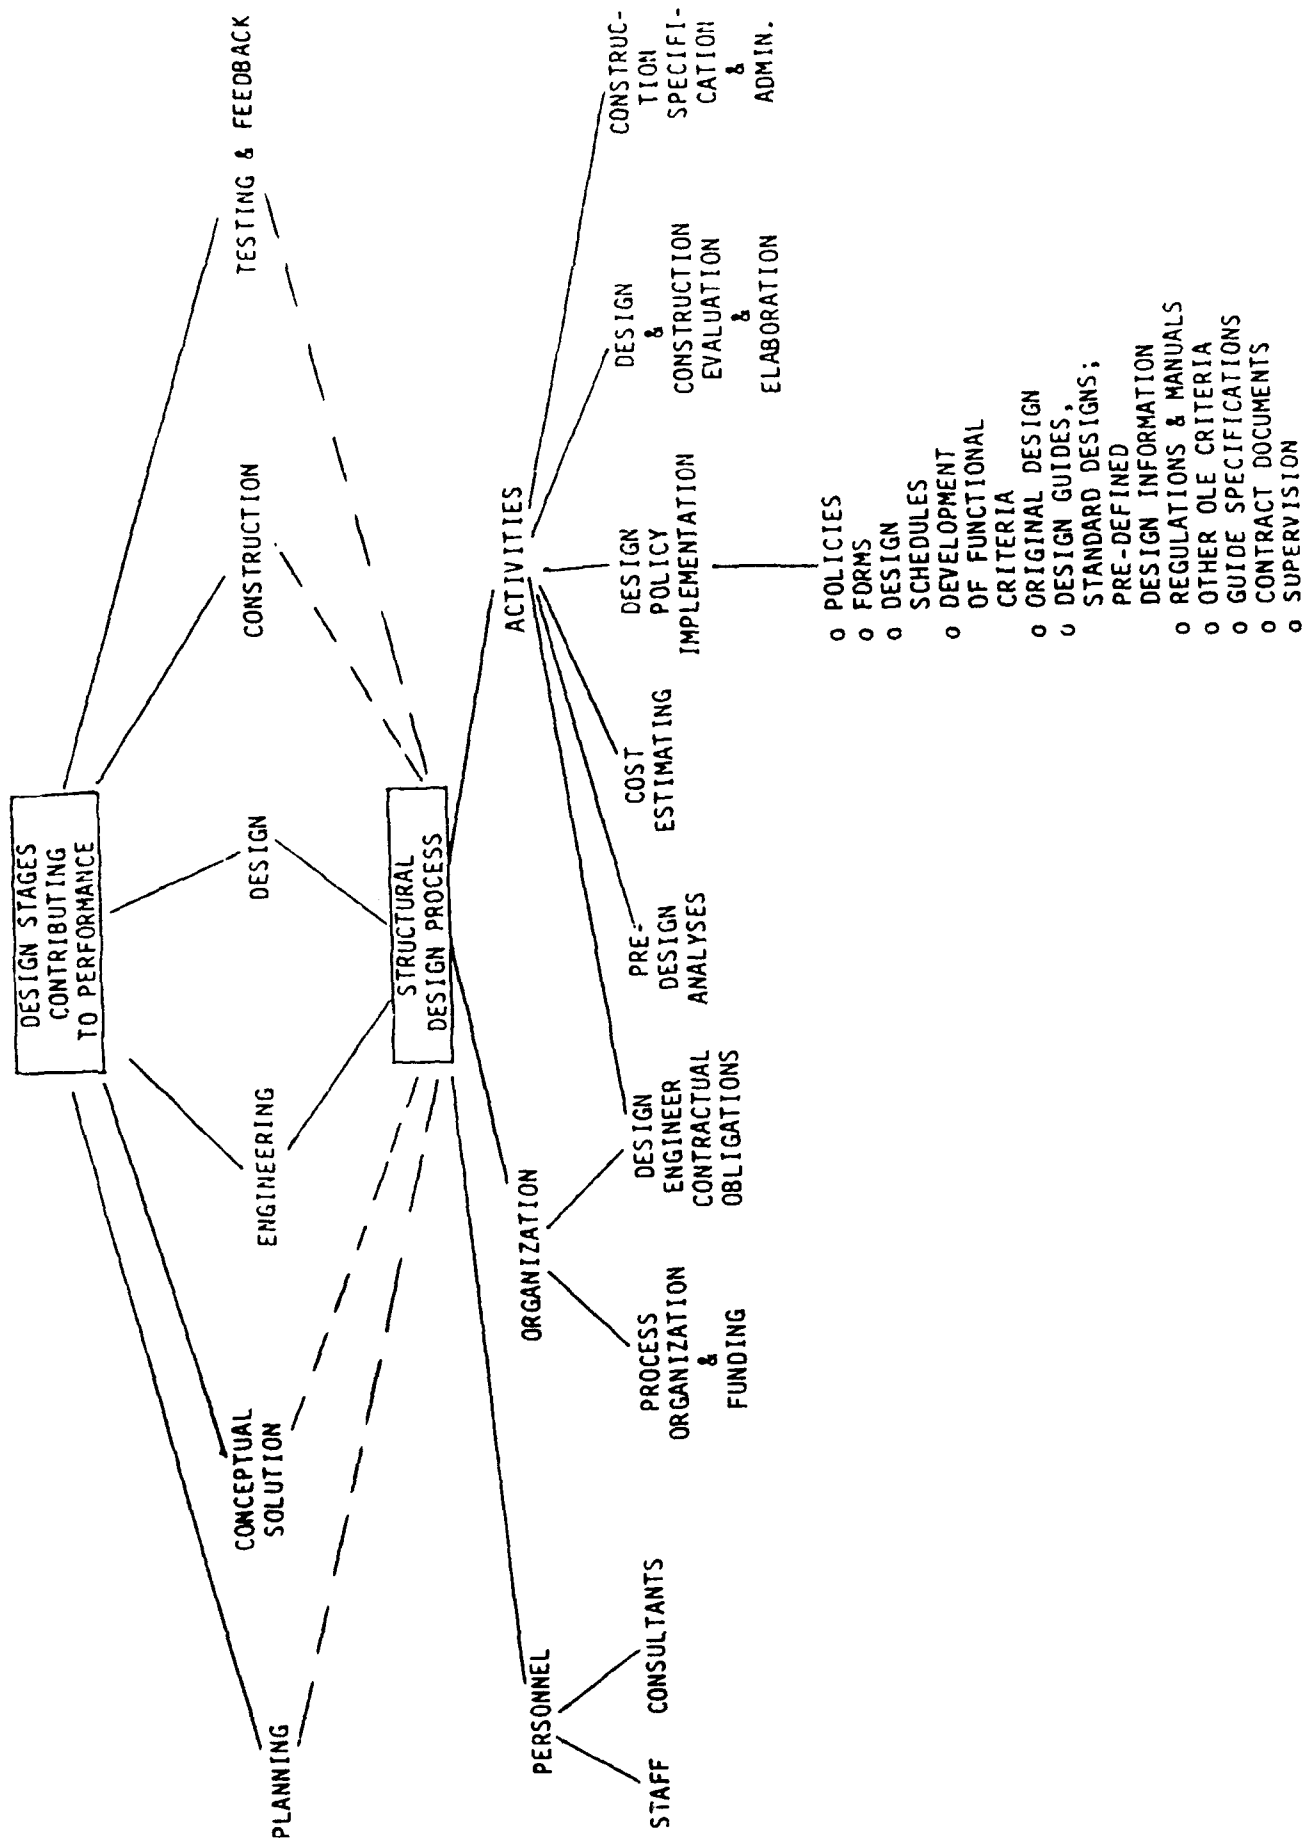 DESIGN STAGES
CONTRIBUTING
TO PERFORMANCE
PLANNING
CONCEPTUAL
SOLUTION
ENGINEERING
DESIGN
CONSTRUCTION
TESTING & FEEDBACK
STRUCTURAL
DESIGN PROCESS
PERSONNEL
ORGANIZATION
ACTIVITIES
STAFF
CONSULTANTS
PROCESS
ORGANIZATION
&
FUNDING
DESIGN
ENGINEER
CONTRACTUAL
OBLIGATIONS
PRE-
DESIGN
ANALYSES
COST
ESTIMATING
DESIGN
POLICY
IMPLEMENTATION
DESIGN
&
CONSTRUCTION
EVALUATION
&
ELABORATION
CONSTRUC-
TION
SPECIFI-
CATION
&
ADMIN.
o POLICIES
o FORMS
o DESIGN
SCHEDULES
o DEVELOPMENT
OF FUNCTIONAL
CRITERIA
o ORIGINAL DESIGN
o DESIGN GUIDES,
STANDARD DESIGNS;
PRE-DEFINED
DESIGN INFORMATION
o REGULATIONS & MANUALS
o OTHER OLE CRITERIA
o GUIDE SPECIFICATIONS
o CONTRACT DOCUMENTS
o SUPERVISION